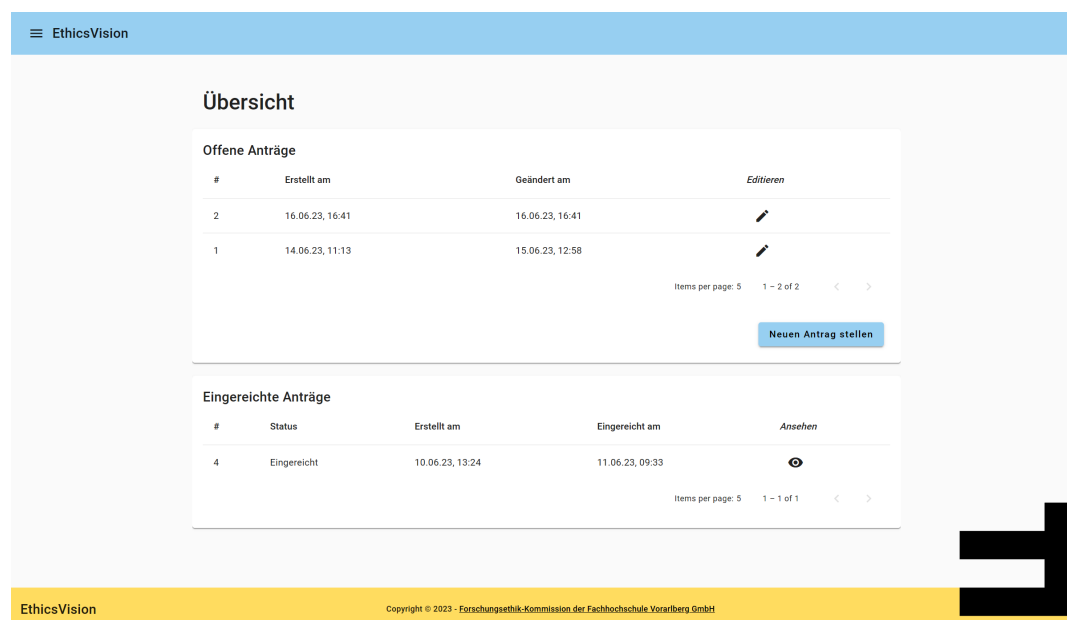 EthicsVision
Übersicht
Offene Anträge
# Erstellt am Geändert am Editieren
2 16.06.23, 16:41 16.06.23, 16:41
1 14.06.23, 11:13 15.06.23, 12:58
Items per page: 5 1 – 2 of 2
Neuen Antrag stellen
Eingereichte Anträge
# Status Erstellt am Eingereicht am Ansehen
4 Eingereicht 10.06.23, 13:24 11.06.23, 09:33
Items per page: 5 1 – 1 of 1
EthicsVision Copyright © 2023 - Forschungsethik-Kommission der Fachhochschule Vorarlberg GmbH